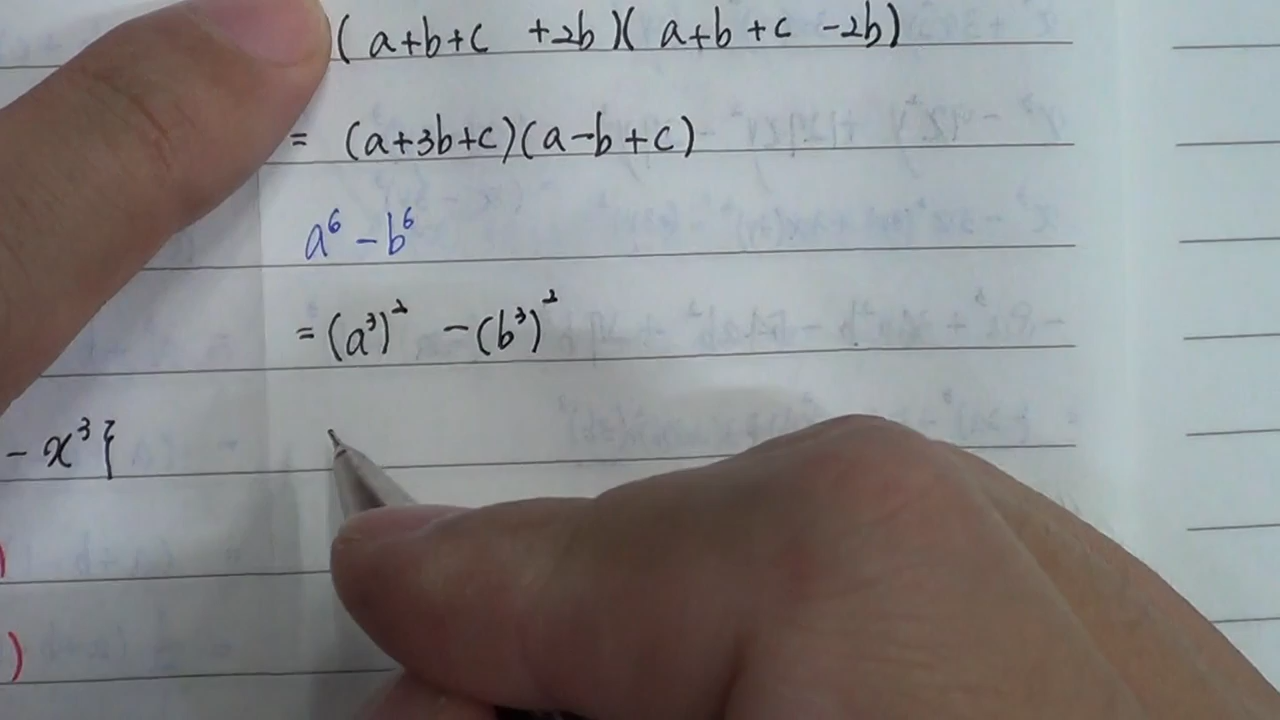 (a+b+c +2b)(a+b+c -2b)
= (a+3b+c)(a-b+c)
a⁶ - b⁶
= (a³)² - (b³)²
- x³}
)
)